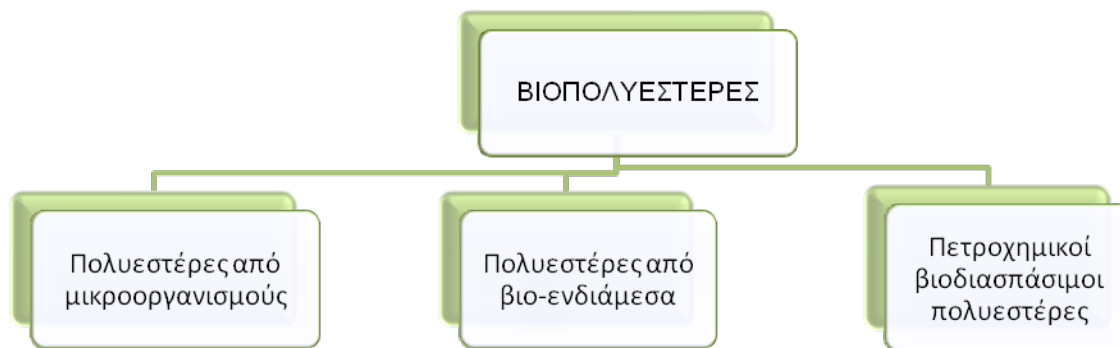 ΒΙΟΠΟΛΥΕΣΤΕΡΕΣ
Πολυεστέρες από
μικροοργανισμούς
Πολυεστέρες από
βιο-ενδιάμεσα
Πετροχημικοί
βιοδιασπάσιμοι
πολυεστέρες